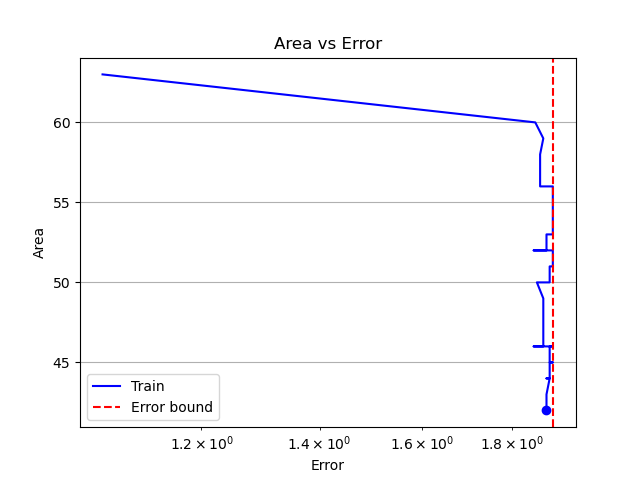 Area vs Error
60
55
50
45
Area
1.2 × 10⁰
1.4 × 10⁰
1.6 × 10⁰
1.8 × 10⁰
Error
Train
Error bound